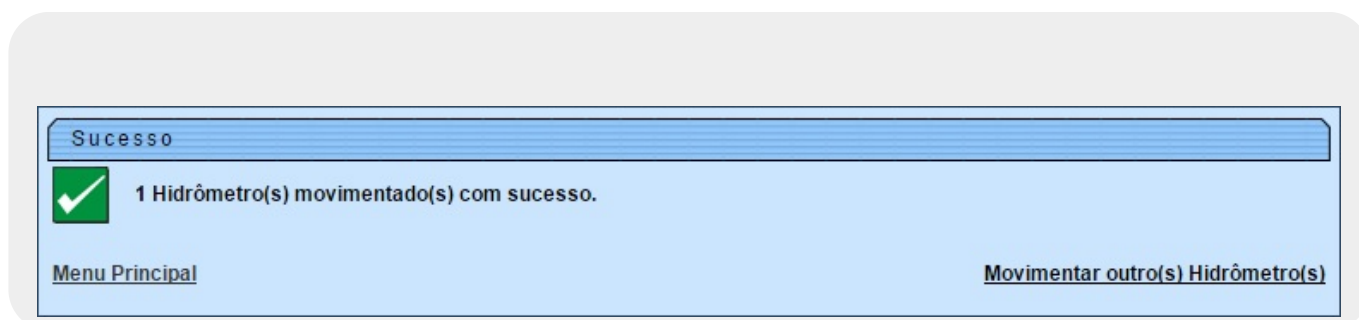 Sucesso
1 Hidrômetro(s) movimentado(s) com sucesso.
Menu Principal
Movimentar outro(s) Hidrômetro(s)